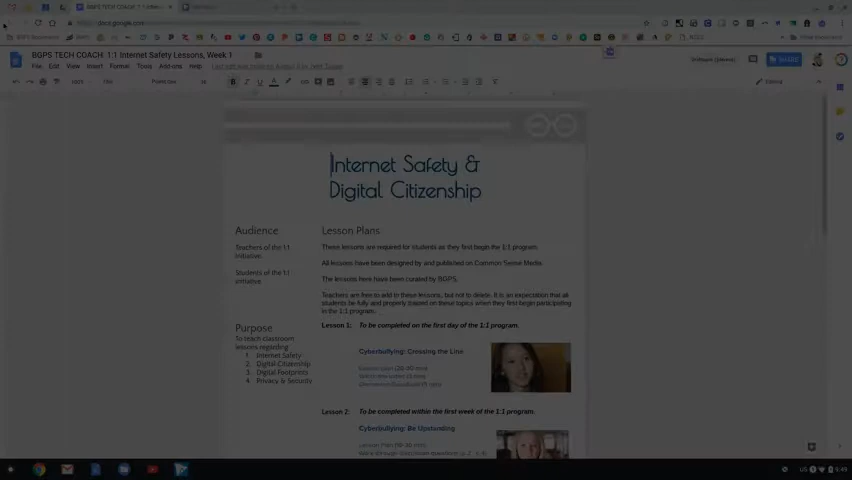 BGPS TECH COACH: 1:1 Internet Safety Lessons, Week 1
docs.google.com
File Edit View Insert Format Tools Add-ons Help
SHARE
Editing
Internet Safety &
Digital Citizenship
Audience
Teachers of the 1:1
Initiative.
Students of the 1:1
Initiative
Purpose
To teach classroom
lessons regarding
1. Internet Safety
2. Digital Citizenship
3. Digital Footprints
4. Privacy & Security
Lesson Plans
These lessons are required for students as they first begin the 1:1 program.
All lessons have been designed by and published on Common Sense Media.
The lessons here have been curated by BGPS.
Teachers are free to add to these lessons, but not to delete. It is an expectation that all
students be fully and properly trained on these topics when they first begin participating
in the 1:1 program.
Lesson 1: To be completed on the first day of the 1:1 program.
Cyberbullying: Crossing the Line
Lesson 2: To be completed within the first week of the 1:1 program.
Cyberbullying: Be Upstanding